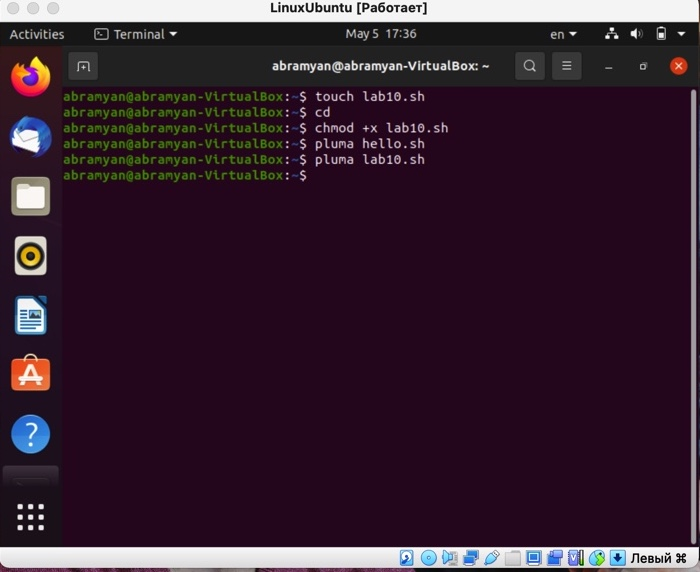 LinuxUbuntu [Работает]
Activities Terminal May 5 17:36 en
abramyan@abramyan-VirtualBox: ~
abramyan@abramyan-VirtualBox:~$ touch lab10.sh
abramyan@abramyan-VirtualBox:~$ cd
abramyan@abramyan-VirtualBox:~$ chmod +x lab10.sh
abramyan@abramyan-VirtualBox:~$ pluma hello.sh
abramyan@abramyan-VirtualBox:~$ pluma lab10.sh
abramyan@abramyan-VirtualBox:~$
Левый ⌘